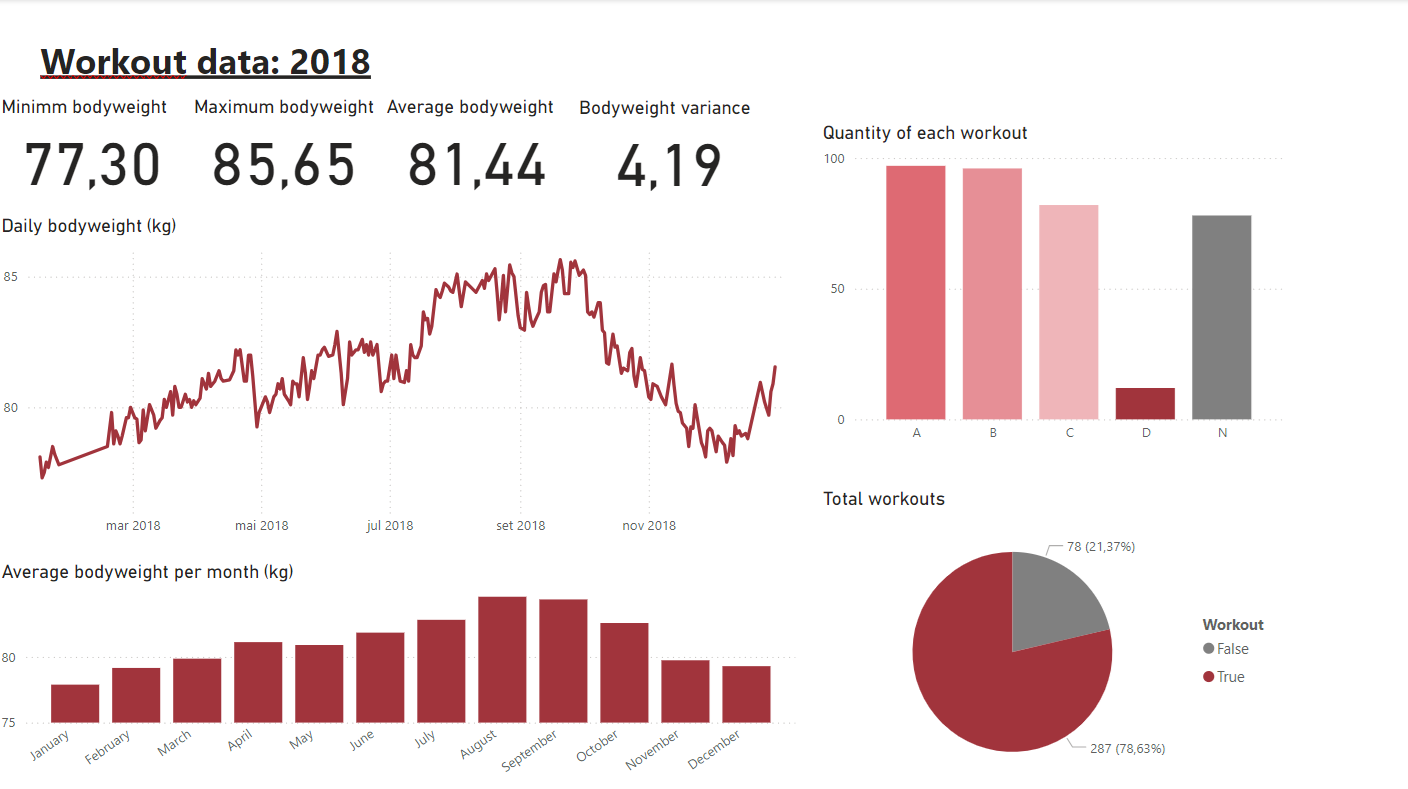 Workout data: 2018
Minimm bodyweight
Maximum bodyweight
Average bodyweight
Bodyweight variance
77,30
85,65
81,44
4,19
Daily bodyweight (kg)
85
80
mar 2018
mai 2018
jul 2018
set 2018
nov 2018
Average bodyweight per month (kg)
80
75
January
February
March
April
May
June
July
August
September
October
November
December
Quantity of each workout
100
50
0
A
B
C
D
N
Total workouts
78 (21,37%)
287 (78,63%)
Workout
False
True